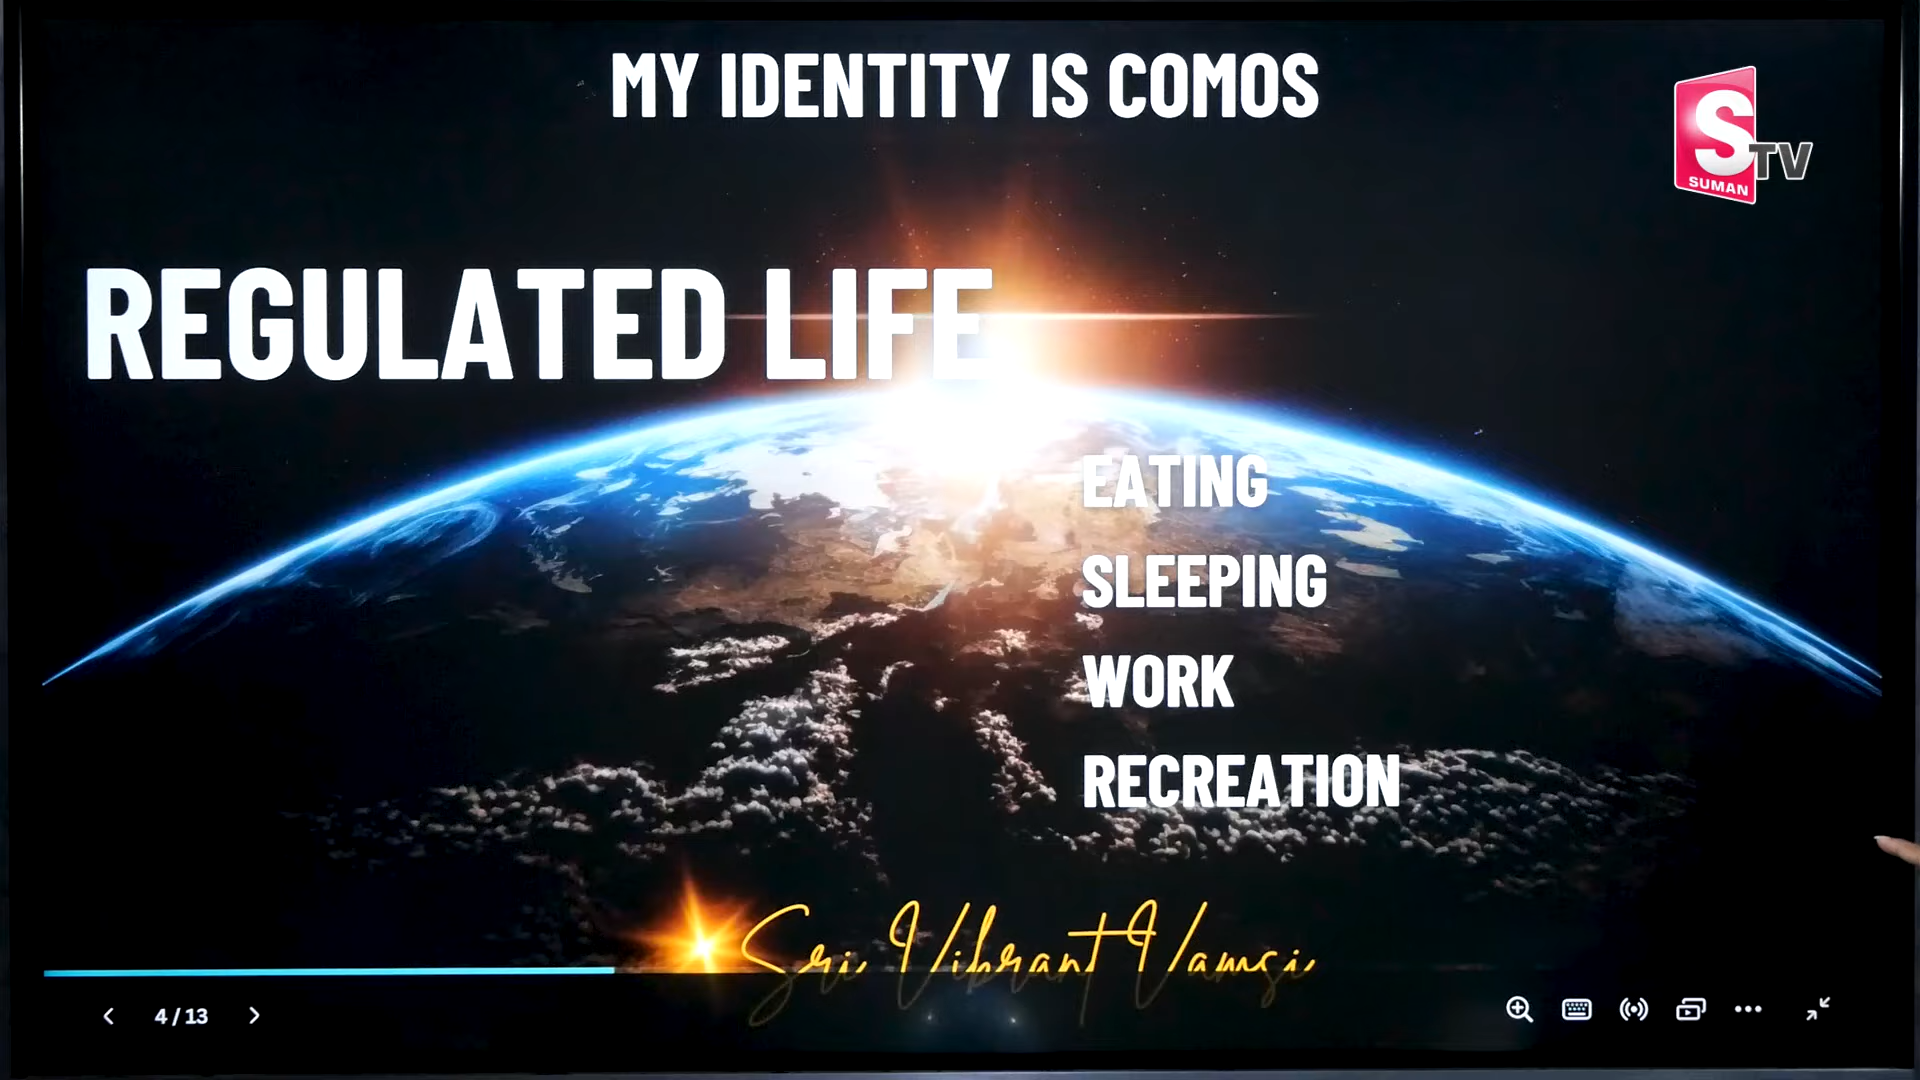 MY IDENTITY IS COMOS
S
TV
SUMAN
REGULATED LIFE
EATING
SLEEPING
WORK
RECREATION
Sri Vibrant Vamsi
4 / 13